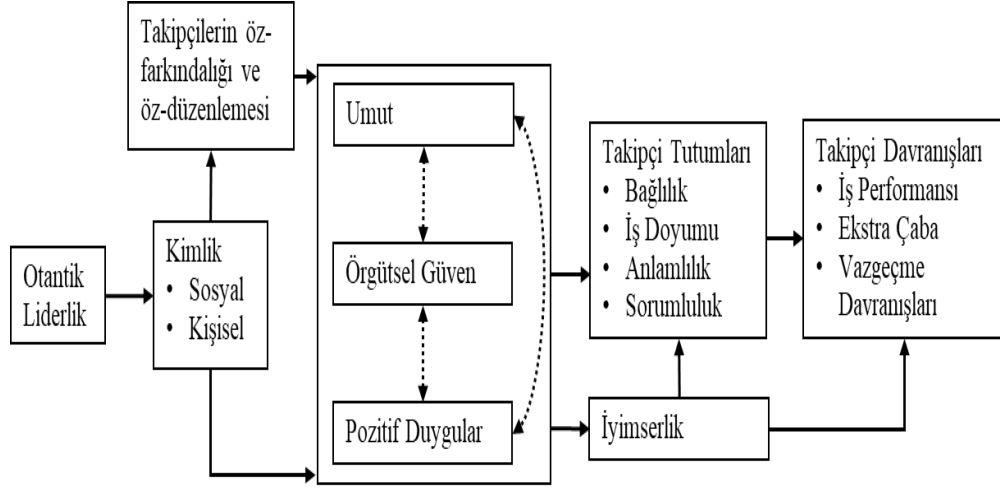 Takipçilerin öz-
farkındalığı ve
öz-düzenlemesi
Otantik
Liderlik
Kimlik
• Sosyal
• Kişisel
Umut
Örgütsel Güven
Pozitif Duygular
Takipçi Tutumları
• Bağlılık
• İş Doyumu
• Anlamlılık
• Sorumluluk
İyimserlik
Takipçi Davranışları
• İş Performansı
• Ekstra Çaba
• Vazgeçme
Davranışları